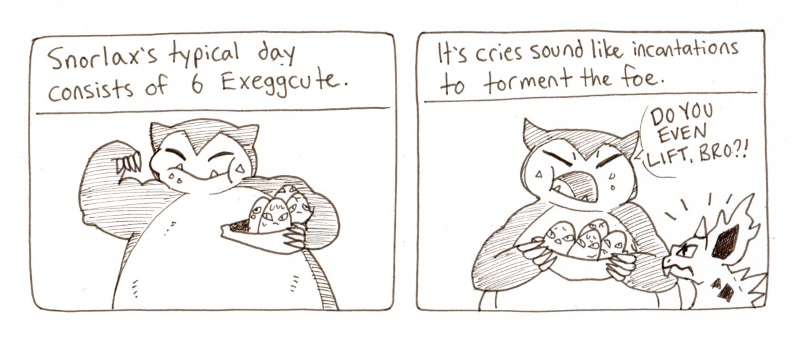 Snorlax's typical day
consists of 6 Exeggcute.
It's cries sound like incantations
to torment the foe.
DO YOU
EVEN
LIFT, BRO?!